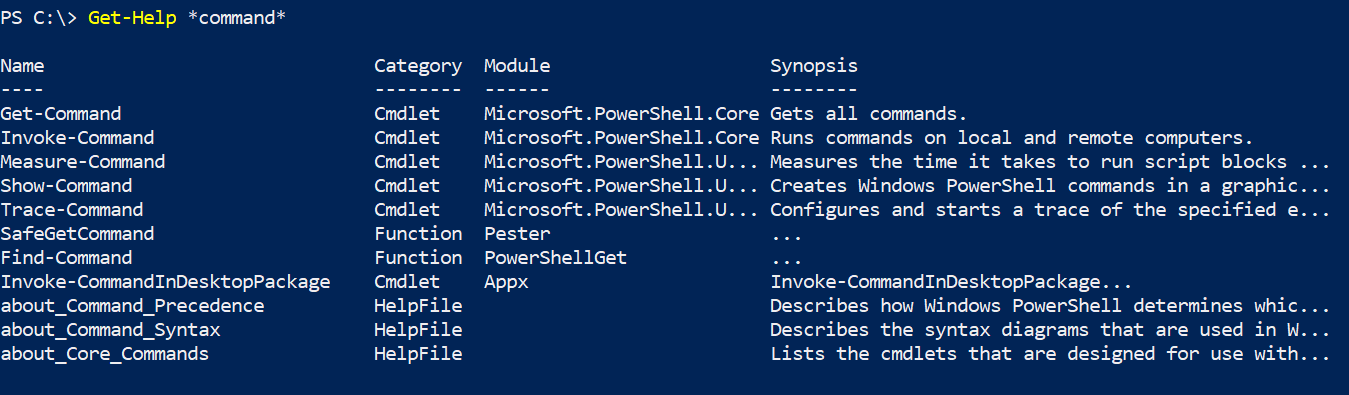 PS C:\> Get-Help *command*
Name Category Module Synopsis
---- -------- ------ --------
Get-Command Cmdlet Microsoft.PowerShell.Core Gets all commands.
Invoke-Command Cmdlet Microsoft.PowerShell.Core Runs commands on local and remote computers.
Measure-Command Cmdlet Microsoft.PowerShell.U... Measures the time it takes to run script blocks ...
Show-Command Cmdlet Microsoft.PowerShell.U... Creates Windows PowerShell commands in a graphic...
Trace-Command Cmdlet Microsoft.PowerShell.U... Configures and starts a trace of the specified e...
SafeGetCommand Function Pester ...
Find-Command Function PowerShellGet ...
Invoke-CommandInDesktopPackage Cmdlet Appx Invoke-CommandInDesktopPackage...
about_Command_Precedence HelpFile Describes how Windows PowerShell determines whic...
about_Command_Syntax HelpFile Describes the syntax diagrams that are used in W...
about_Core_Commands HelpFile Lists the cmdlets that are designed for use with...